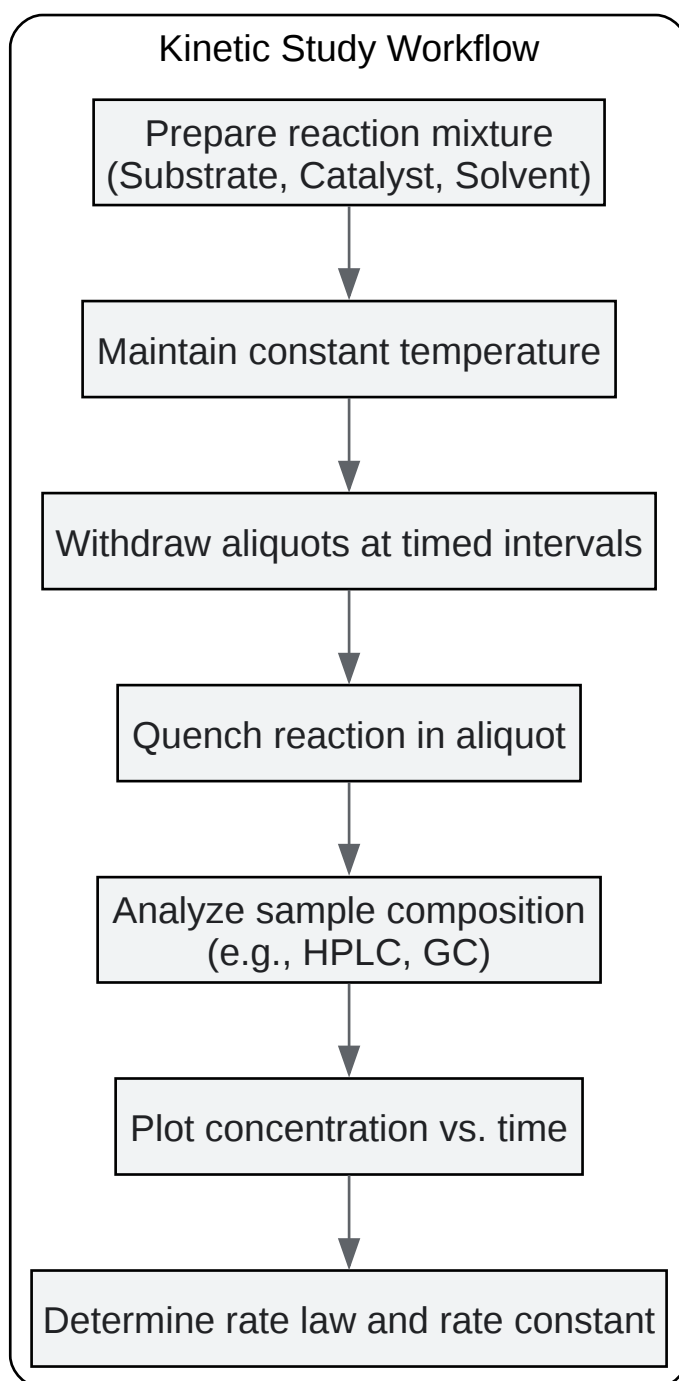 Kinetic Study Workflow
Prepare reaction mixture
(Substrate, Catalyst, Solvent)
Maintain constant temperature
Withdraw aliquots at timed intervals
Quench reaction in aliquot
Analyze sample composition
(e.g., HPLC, GC)
Plot concentration vs. time
Determine rate law and rate constant